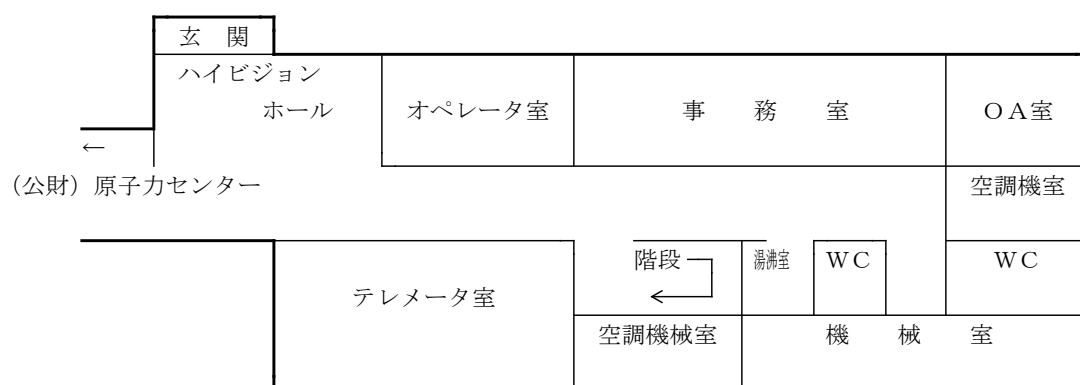 玄　関
ハイビジョン
ホール
オペレータ室
事　務　室
ＯＡ室
←
（公財）原子力センター
空調機室
階段
湯沸室
ＷＣ
ＷＣ
テレメータ室
空調機械室
機　械　室